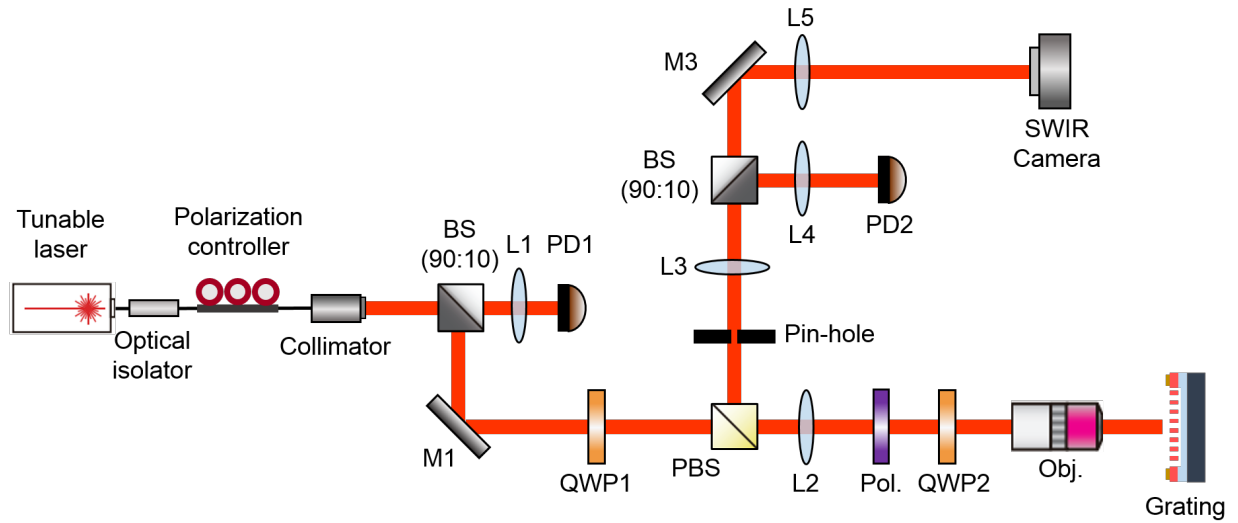 L5
M3
SWIR
Camera
BS
(90:10)
L4
PD2
Tunable
laser
Polarization
controller
BS
(90:10)
L1
PD1
L3
Optical
isolator
Collimator
Pin-hole
M1
QWP1
PBS
L2
Pol.
QWP2
Obj.
Grating